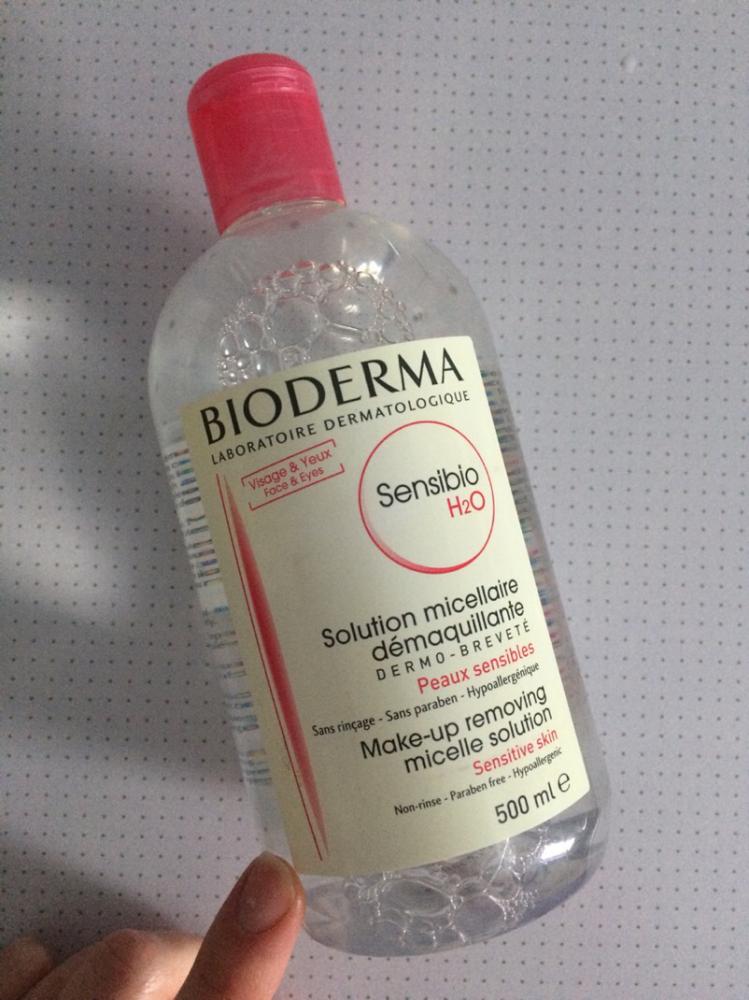 BIODERMA
LABORATOIRE DERMATOLOGIQUE
Visage & Yeux
Face & Eyes
Sensibio
H2O
Solution micellaire
démaquillante
DERMO-BREVETÉ
Peaux sensibles
Sans rinçage - Sans paraben - Hypoallergénique
Make-up removing
micelle solution
Sensitive skin
Non-rinse - Paraben free - Hypoallergenic
500 ml e